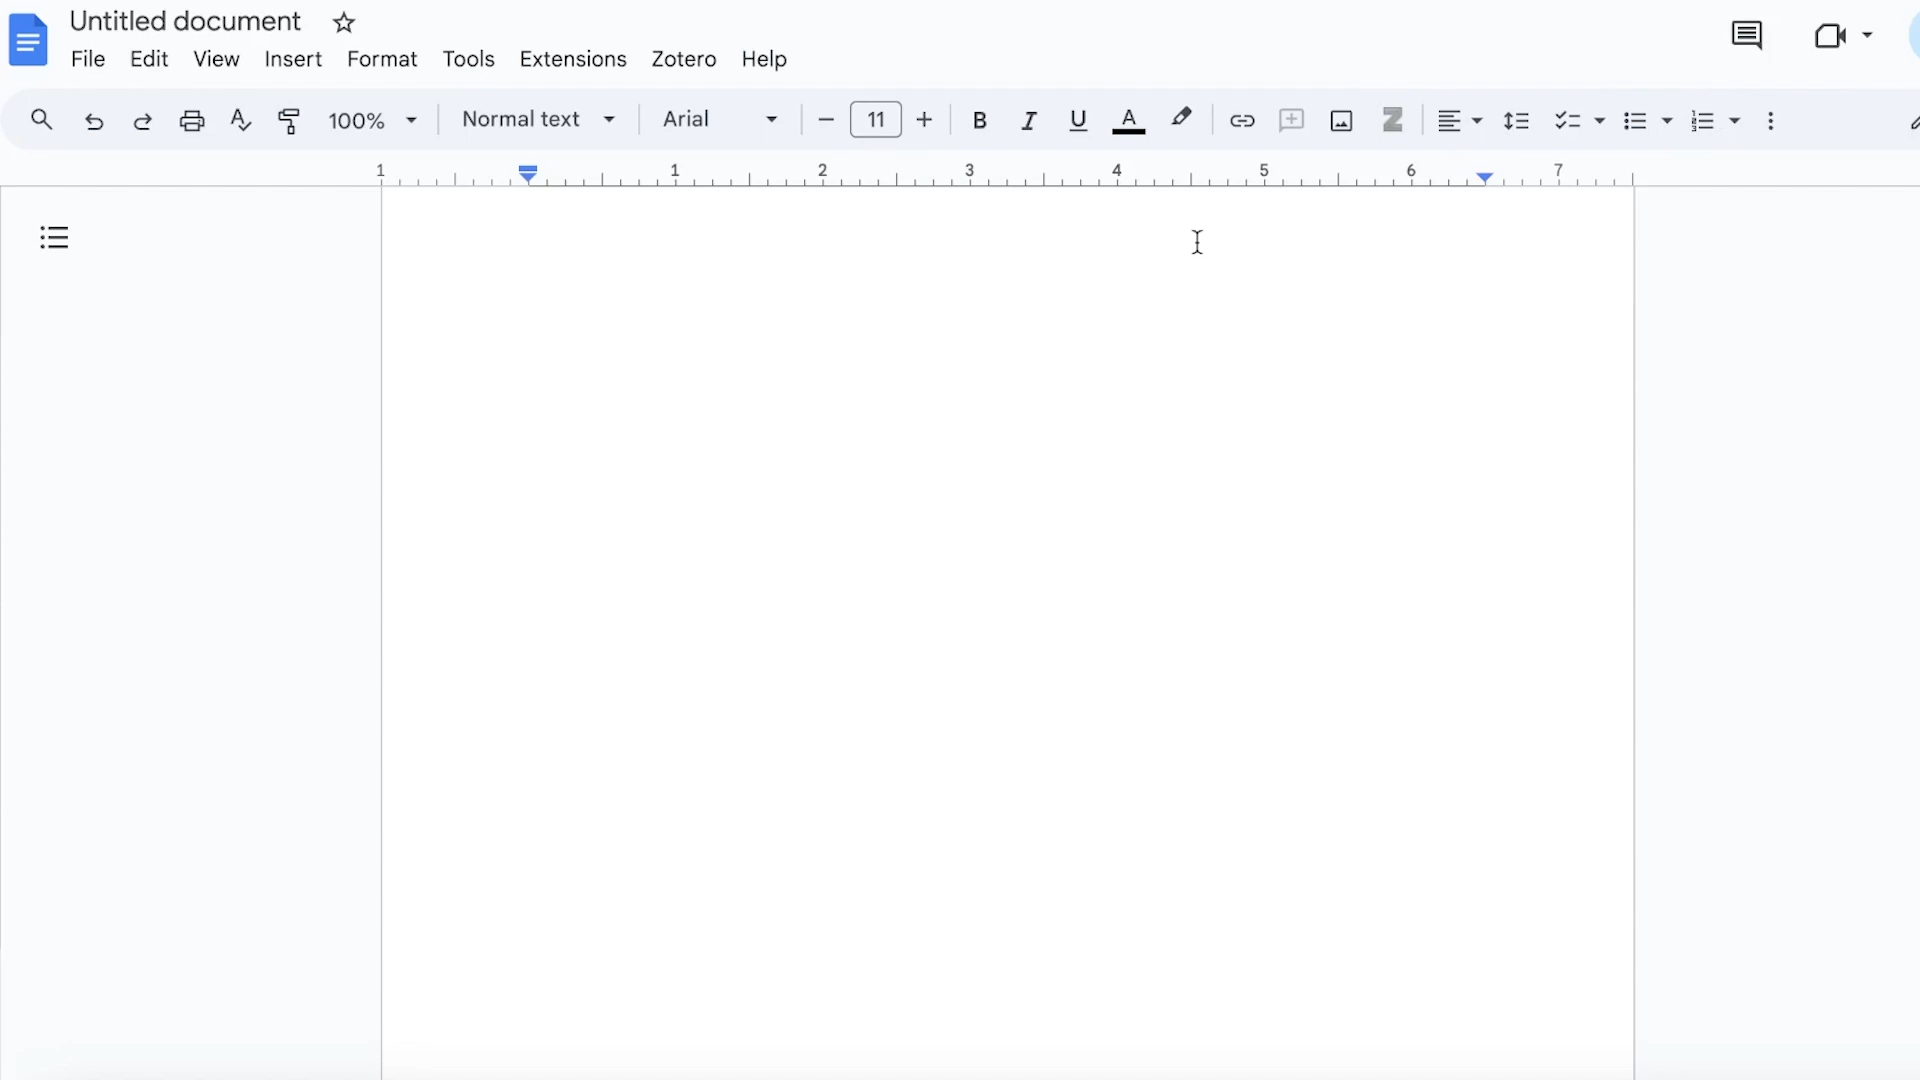 Untitled document
File Edit View Insert Format Tools Extensions Zotero Help
100% Normal text Arial 11 B I U A Z
1 1 2 3 4 5 6 7